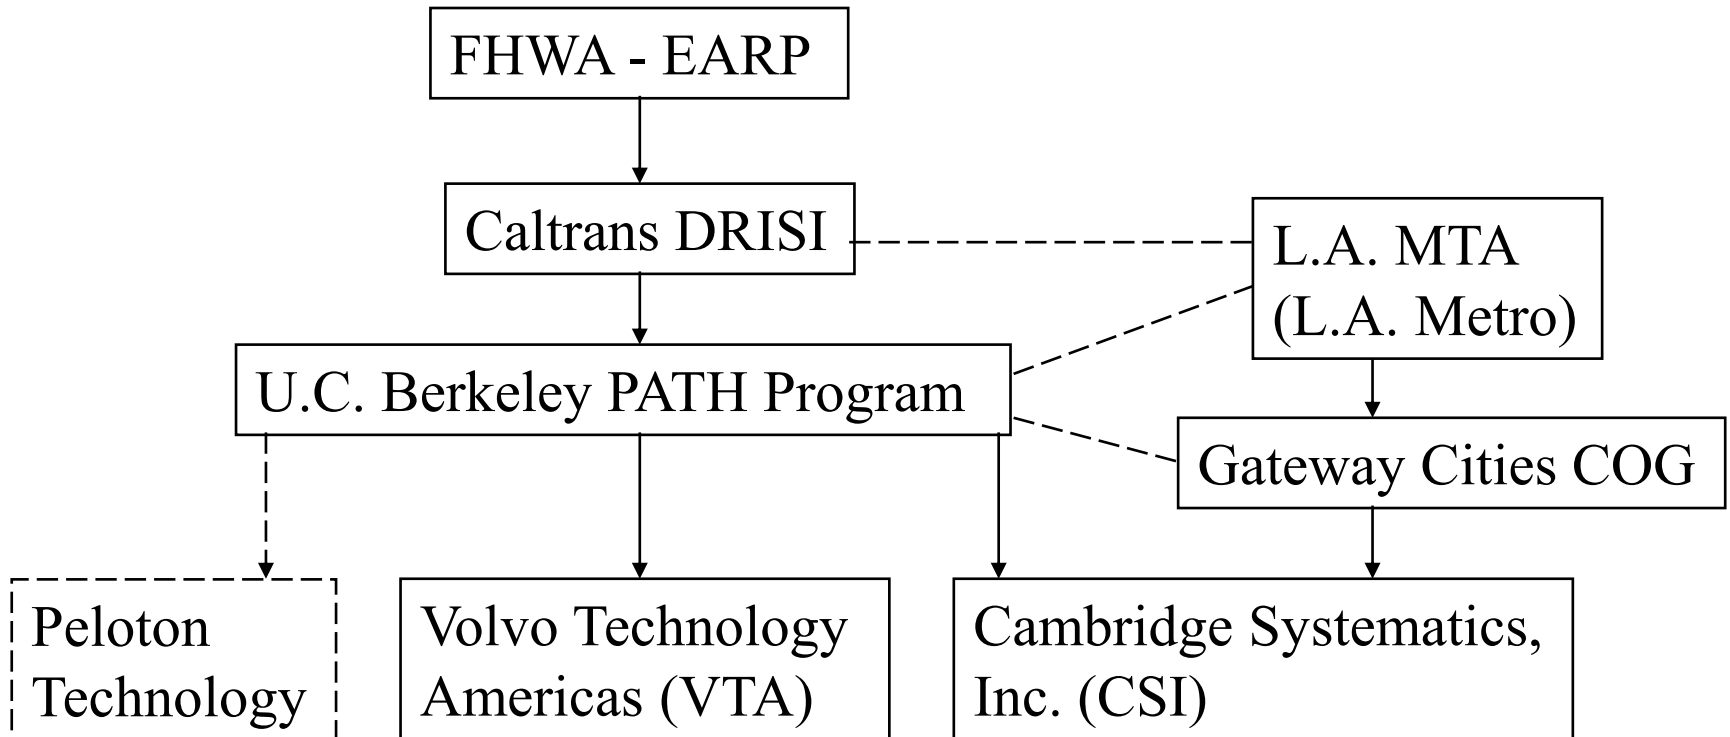 FHWA - EARP
Caltrans DRISI
L.A. MTA
(L.A. Metro)
U.C. Berkeley PATH Program
Gateway Cities COG
Peloton
Technology
Volvo Technology
Americas (VTA)
Cambridge Systematics,
Inc. (CSI)